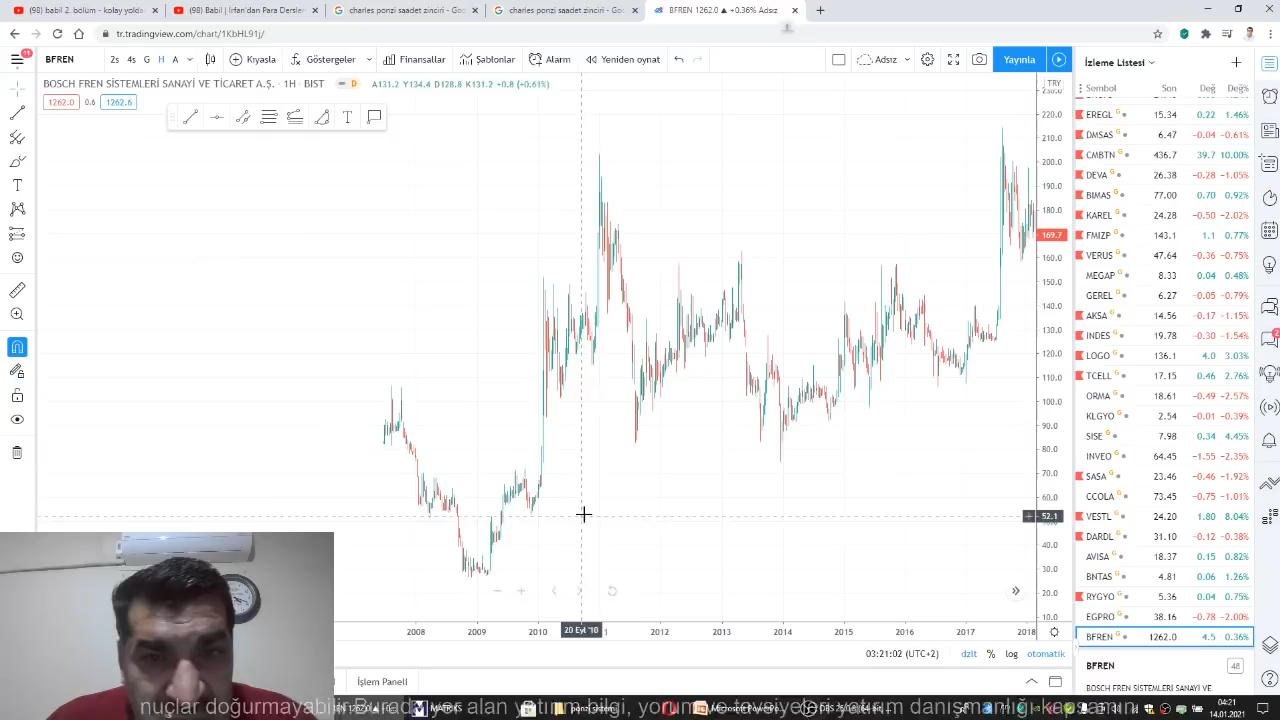 (98) babil 2. bölüm - kolay yoldo
(98) Babil | İrfan'dan Para Dersler
charles ponzi saadet zinciri - Goo
charles ponzi saadet zinciri - Goo
BFREN 1262.0 ▲ +0.36% Adsız
tr.tradingview.com/chart/1KbHL91j/
11
BFREN
2s 4s G H A
Kıyasla
Göstergeler
Finansallar
Şablonlar
Alarm
Yeniden oynat
Adsız
Yayınla
BOSCH FREN SİSTEMLERİ SANAYİ VE TİCARET A.Ş. · 1H · BIST
D
A131.2 Y134.4 D128.8 K131.2 +0.8 (+0.61%)
1262.0 0.6 1262.6
TRY
230.0
220.0
210.0
200.0
190.0
180.0
169.7
160.0
150.0
140.0
130.0
120.0
110.0
100.0
90.0
80.0
70.0
60.0
52.1
40.0
30.0
20.0
10.0
2008 2009 2010 20 Eyl '10 2012 2013 2014 2015 2016 2017 2018
03:21:02 (UTC+2) dzlt % log otomatik
İşlem Paneli
İzleme Listesi
Sembol Son Değ Değ%
EREGL G 15.34 0.22 1.46%
DMSAS G 6.47 −0.04 −0.61%
CMBTN G 436.7 39.7 10.00%
DEVA G 26.38 −0.28 −1.05%
BIMAS G 77.00 0.70 0.92%
KAREL G 24.28 −0.50 −2.02%
FMIZP G 143.1 1.1 0.77%
VERUS G 47.64 −0.36 −0.75%
MEGAP G 8.33 0.04 0.48%
GEREL G 6.27 −0.05 −0.79%
AKSA G 14.56 −0.17 −1.15%
INDES G 19.78 −0.30 −1.54%
LOGO G 136.1 4.0 3.03%
TCELL G 17.15 0.46 2.76%
ORMA G 18.61 −0.49 −2.57%
KLGYO G 2.54 −0.01 −0.39%
SISE G 7.98 0.34 4.45%
INVEO G 64.45 −1.55 −2.35%
SASA G 23.46 −0.46 −1.92%
CCOLA G 73.45 −0.75 −1.01%
VESTL G 24.20 1.80 8.04%
DARDL G 31.10 −0.12 −0.38%
AVISA G 18.37 0.15 0.82%
BNTAS G 4.81 0.06 1.26%
RYGYO G 5.36 0.04 0.75%
EGPRO G 38.16 −0.78 −2.00%
BFREN G 1262.0 4.5 0.36%
BFREN
48
BOSCH FREN SİSTEMLERİ SANAYİ VE
2
04:21
14.01.2021